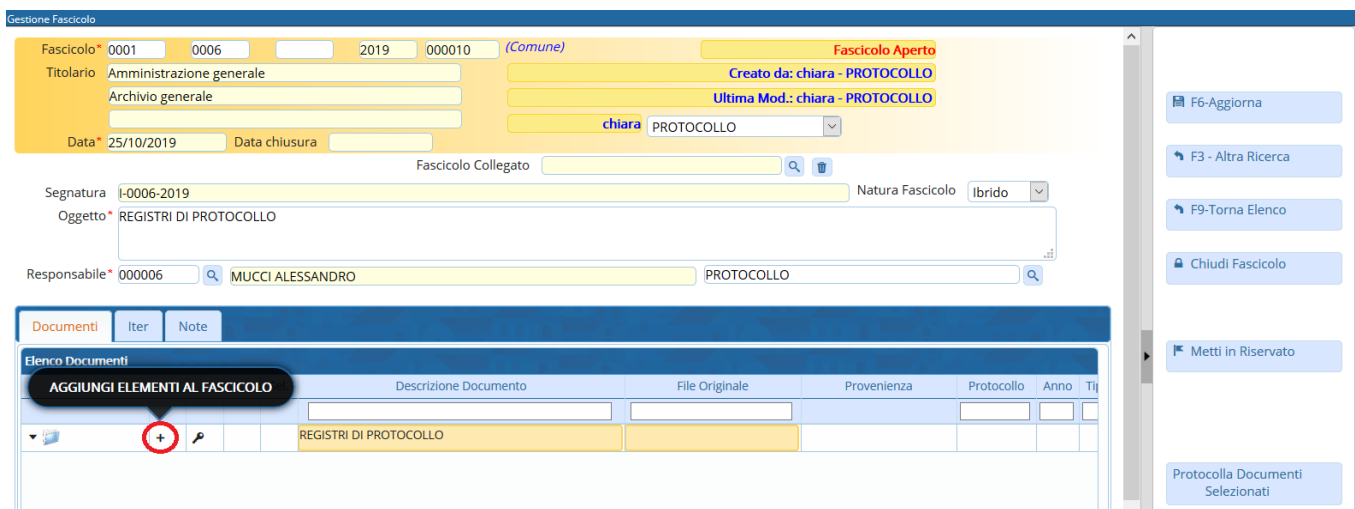 Gestione Fascicolo
Fascicolo* 0001 0006 2019 000010 (Comune) Fascicolo Aperto
Titolario Amministrazione generale Creato da: chiara - PROTOCOLLO
Archivio generale Ultima Mod.: chiara - PROTOCOLLO
chiara PROTOCOLLO
Data* 25/10/2019 Data chiusura
Fascicolo Collegato
Segnatura I-0006-2019 Natura Fascicolo Ibrido
Oggetto* REGISTRI DI PROTOCOLLO
Responsabile* 000006 MUCCI ALESSANDRO PROTOCOLLO
Documenti Iter Note
Elenco Documenti
AGGIUNGI ELEMENTI AL FASCICOLO
Descrizione Documento File Originale Provenienza Protocollo Anno
+ REGISTRI DI PROTOCOLLO
F6-Aggiorna
F3 - Altra Ricerca
F9-Torna Elenco
Chiudi Fascicolo
Metti in Riservato
Protocolla Documenti
Selezionati